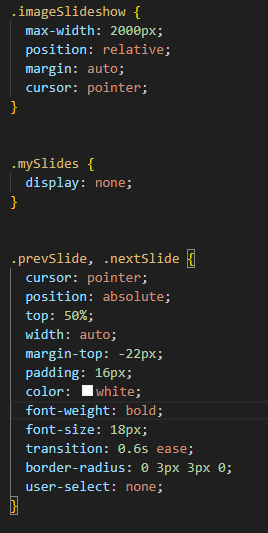 .imageSlideshow {
max-width: 2000px;
position: relative;
margin: auto;
cursor: pointer;
}
.mySlides {
display: none;
}
.prevSlide, .nextSlide {
cursor: pointer;
position: absolute;
top: 50%;
width: auto;
margin-top: -22px;
padding: 16px;
color: white;
font-weight: bold;
font-size: 18px;
transition: 0.6s ease;
border-radius: 0 3px 3px 0;
user-select: none;
}